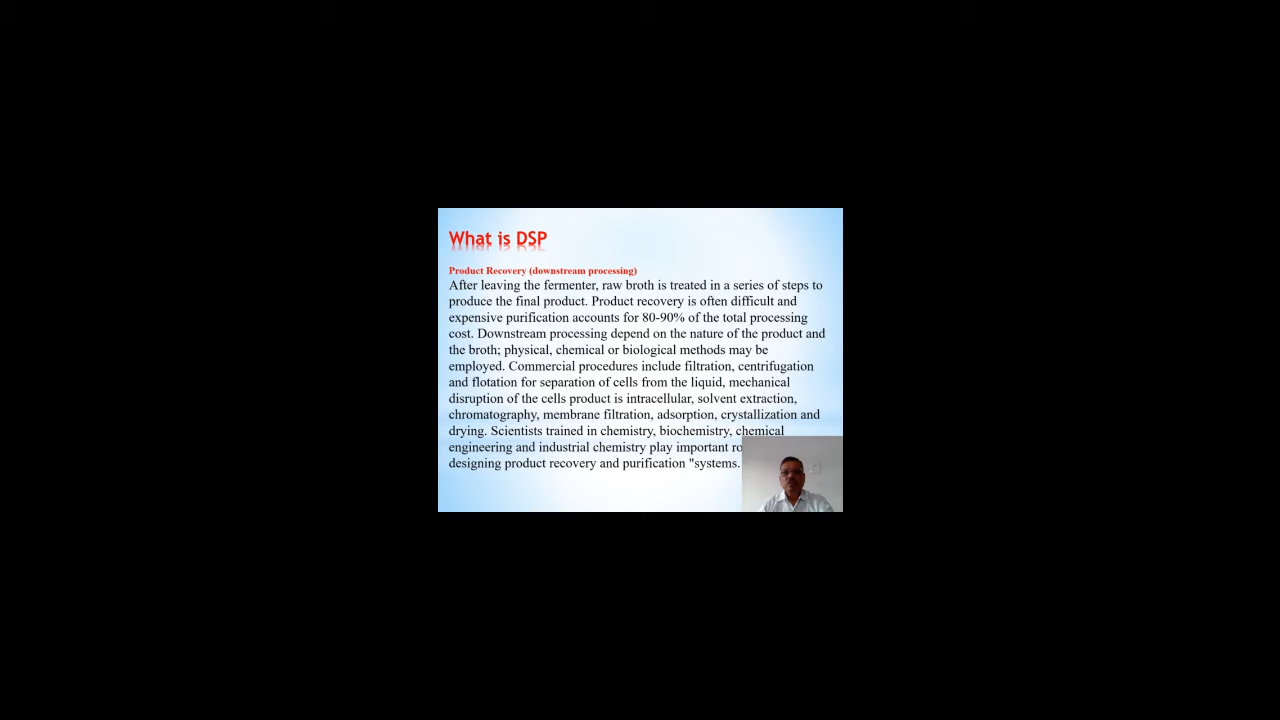 What is DSP
Product Recovery (downstream processing)
After leaving the fermenter, raw broth is treated in a series of steps to
produce the final product. Product recovery is often difficult and
expensive purification accounts for 80-90% of the total processing
cost. Downstream processing depend on the nature of the product and
the broth; physical, chemical or biological methods may be
employed. Commercial procedures include filtration, centrifugation
and flotation for separation of cells from the liquid, mechanical
disruption of the cells product is intracellular, solvent extraction,
chromatography, membrane filtration, adsorption, crystallization and
drying. Scientists trained in chemistry, biochemistry, chemical
engineering and industrial chemistry play important
designing product recovery and purification "systems.